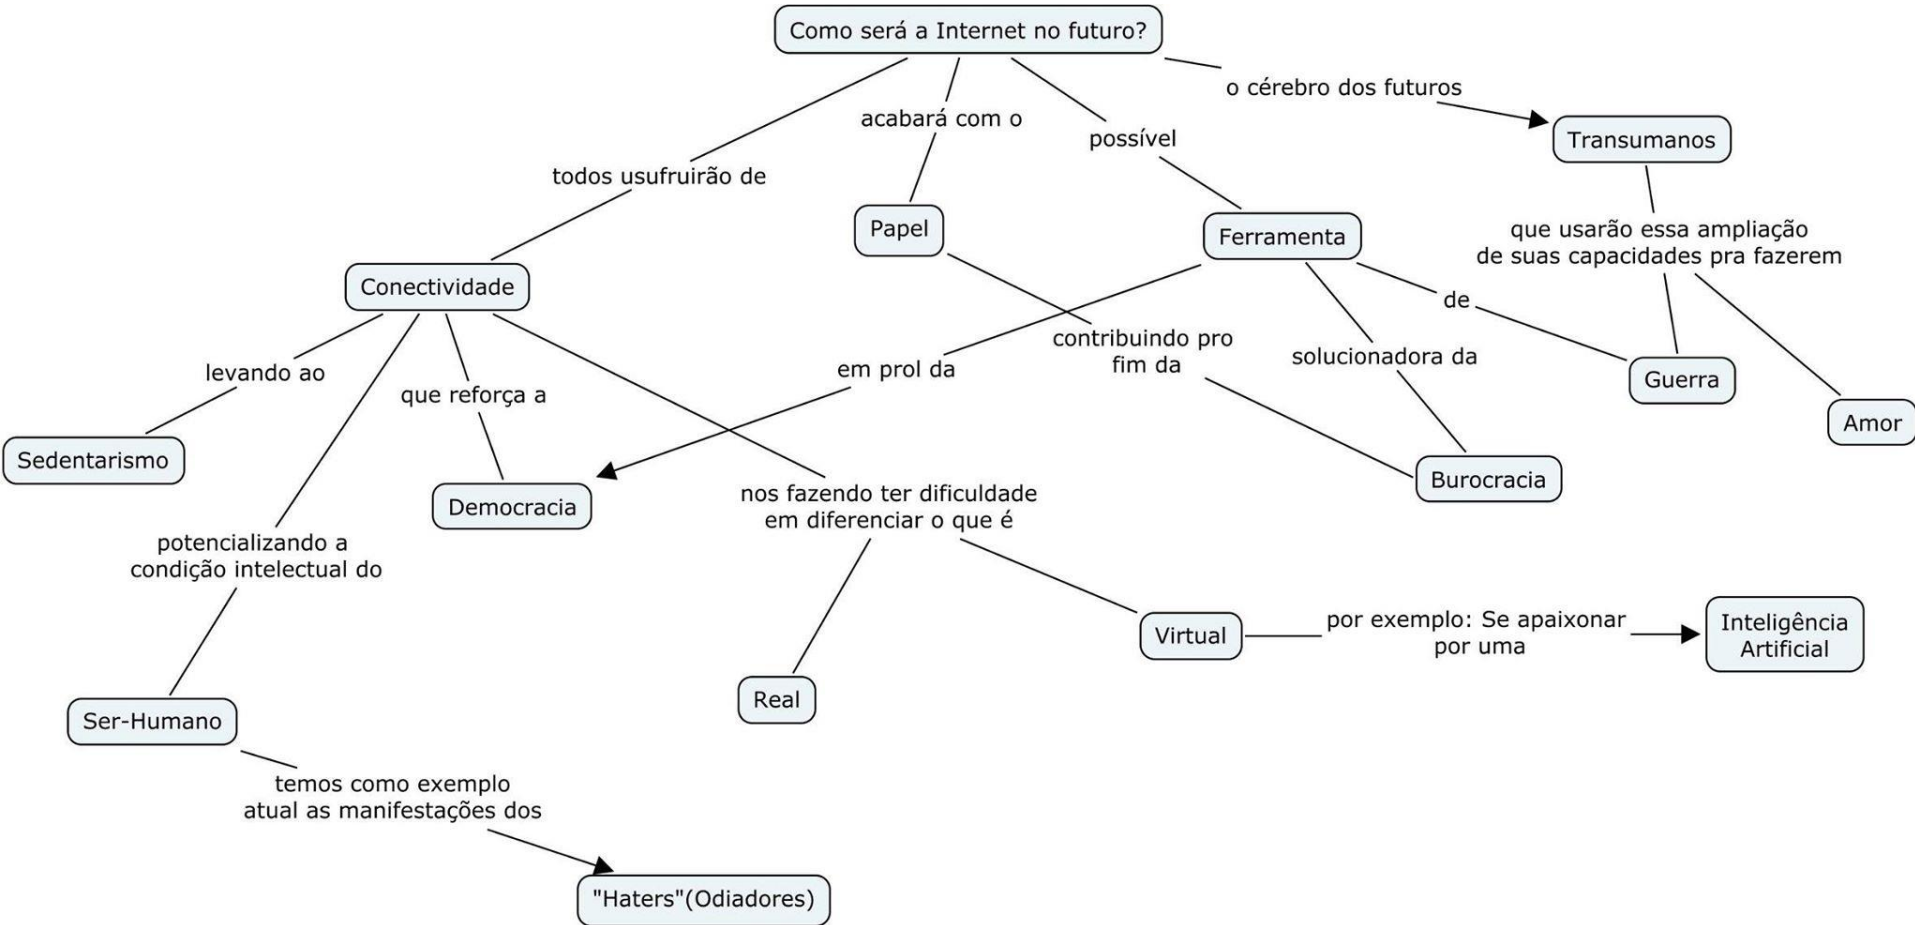 Como será a Internet no futuro?
o cérebro dos futuros
acabará com o
possível
Transumanos
todos usufruirão de
Papel
Ferramenta
que usarão essa ampliação
de suas capacidades pra fazerem
Conectividade
de
contribuindo pro
fim da
solucionadora da
em prol da
levando ao
Guerra
que reforça a
Amor
Sedentarismo
Burocracia
Democracia
nos fazendo ter dificuldade
em diferenciar o que é
potencializando a
condição intelectual do
Virtual
por exemplo: Se apaixonar
por uma
Inteligência
Artificial
Real
Ser-Humano
temos como exemplo
atual as manifestações dos
"Haters"(Odiadores)